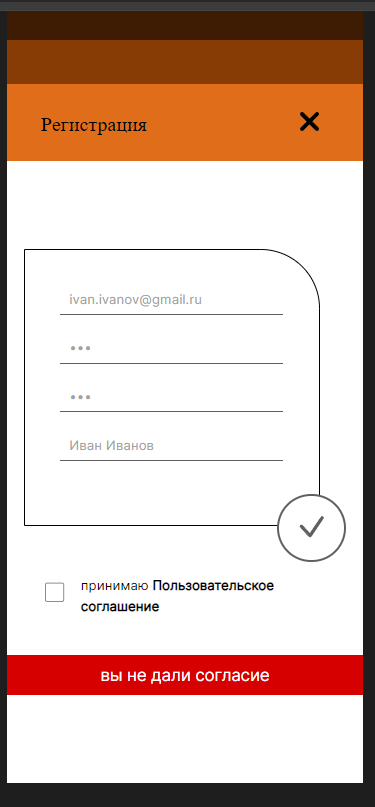 Регистрация
ivan.ivanov@gmail.ru
•••
•••
Иван Иванов
принимаю Пользовательское
соглашение
вы не дали согласие